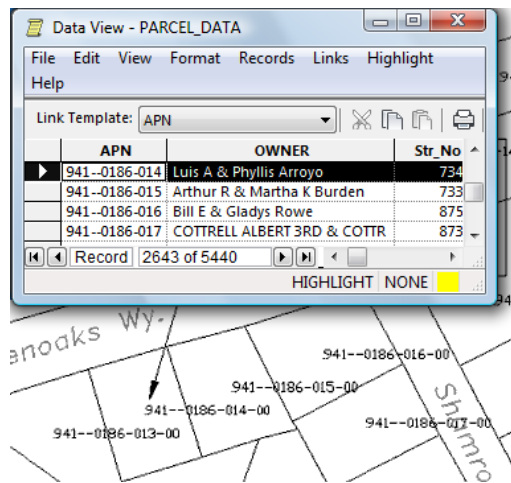 Data View - PARCEL_DATA
File Edit View Format Records Links Highlight
Help
Link Template: APN
APN OWNER Str_No
941--0186-014 Luis A & Phyllis Arroyo 734
941--0186-015 Arthur R & Martha K Burden 733
941--0186-016 Bill E & Gladys Rowe 875
941--0186-017 COTTRELL ALBERT 3RD & COTTR 873
Record 2643 of 5440
HIGHLIGHT NONE
enoaks Wy.
941--0186-016-00
941--0186-015-00
941--0186-014-00
941--0186-017-00
941--0186-013-00
Shamro